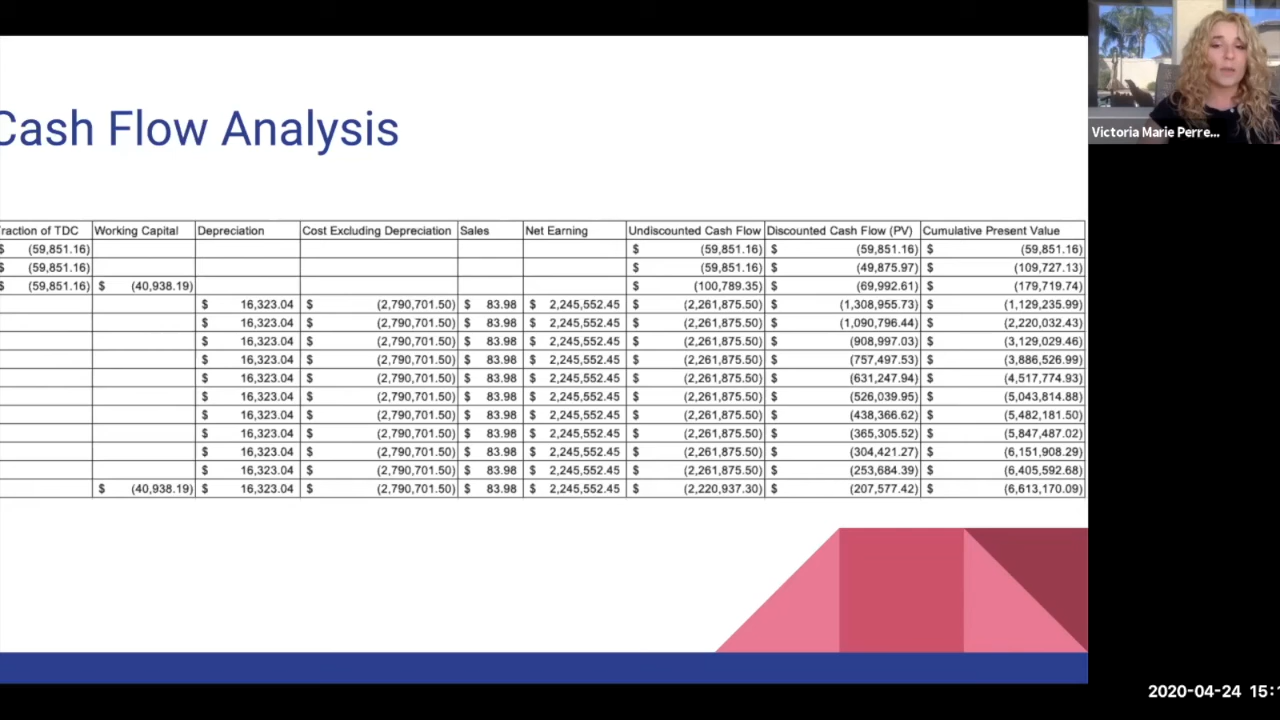 Cash Flow Analysis
Victoria Marie Perre...
raction of TDC Working Capital Depreciation Cost Excluding Depreciation Sales Net Earning Undiscounted Cash Flow Discounted Cash Flow (PV) Cumulative Present Value
$ (59,851.16) $ (59,851.16) $ (59,851.16) $ (59,851.16)
$ (59,851.16) $ (59,851.16) $ (49,875.97) $ (109,727.13)
$ (59,851.16) $ (40,938.19) $ (100,789.35) $ (69,992.61) $ (179,719.74)
$ 16,323.04 $ (2,790,701.50) $ 83.98 $ 2,245,552.45 $ (2,261,875.50) $ (1,308,955.73) $ (1,129,235.99)
$ 16,323.04 $ (2,790,701.50) $ 83.98 $ 2,245,552.45 $ (2,261,875.50) $ (1,090,796.44) $ (2,220,032.43)
$ 16,323.04 $ (2,790,701.50) $ 83.98 $ 2,245,552.45 $ (2,261,875.50) $ (908,997.03) $ (3,129,029.46)
$ 16,323.04 $ (2,790,701.50) $ 83.98 $ 2,245,552.45 $ (2,261,875.50) $ (757,497.53) $ (3,886,526.99)
$ 16,323.04 $ (2,790,701.50) $ 83.98 $ 2,245,552.45 $ (2,261,875.50) $ (631,247.94) $ (4,517,774.93)
$ 16,323.04 $ (2,790,701.50) $ 83.98 $ 2,245,552.45 $ (2,261,875.50) $ (526,039.95) $ (5,043,814.88)
$ 16,323.04 $ (2,790,701.50) $ 83.98 $ 2,245,552.45 $ (2,261,875.50) $ (438,366.62) $ (5,482,181.50)
$ 16,323.04 $ (2,790,701.50) $ 83.98 $ 2,245,552.45 $ (2,261,875.50) $ (365,305.52) $ (5,847,487.02)
$ 16,323.04 $ (2,790,701.50) $ 83.98 $ 2,245,552.45 $ (2,261,875.50) $ (304,421.27) $ (6,151,908.29)
$ 16,323.04 $ (2,790,701.50) $ 83.98 $ 2,245,552.45 $ (2,261,875.50) $ (253,684.39) $ (6,405,592.68)
$ (40,938.19) $ 16,323.04 $ (2,790,701.50) $ 83.98 $ 2,245,552.45 $ (2,220,937.30) $ (207,577.42) $ (6,613,170.09)
2020-04-24 15:1